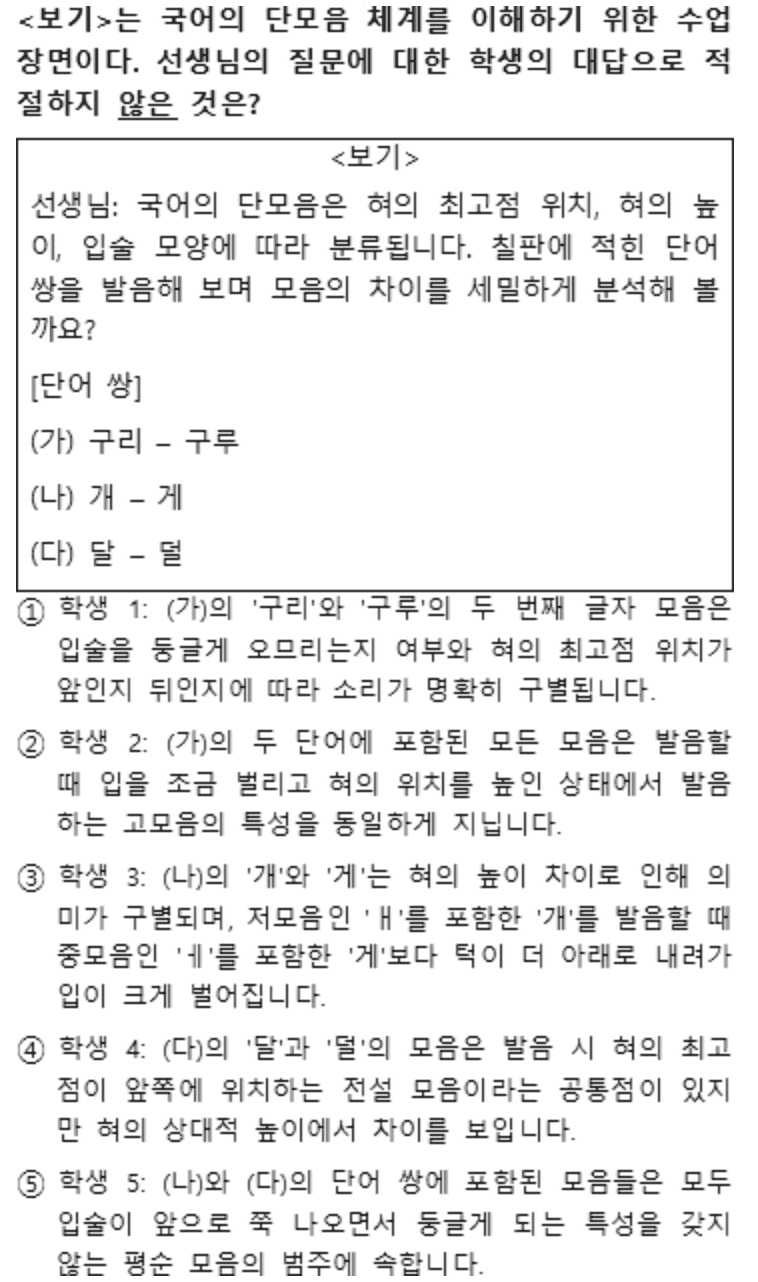 <보기>는 국어의 단모음 체계를 이해하기 위한 수업
장면이다. 선생님의 질문에 대한 학생의 대답으로 적
절하지 않은 것은?
<보기>
선생님: 국어의 단모음은 혀의 최고점 위치, 혀의 높
이, 입술 모양에 따라 분류됩니다. 칠판에 적힌 단어
쌍을 발음해 보며 모음의 차이를 세밀하게 분석해 볼
까요?
[단어 쌍]
(가) 구리 – 구루
(나) 개 – 게
(다) 달 – 덜
① 학생 1: (가)의 '구리'와 '구루'의 두 번째 글자 모음은
입술을 둥글게 오므리는지 여부와 혀의 최고점 위치가
앞인지 뒤인지에 따라 소리가 명확히 구별됩니다.
② 학생 2: (가)의 두 단어에 포함된 모든 모음은 발음할
때 입을 조금 벌리고 혀의 위치를 높인 상태에서 발음
하는 고모음의 특성을 동일하게 지닙니다.
③ 학생 3: (나)의 '개'와 '게'는 혀의 높이 차이로 인해 의
미가 구별되며, 저모음인 'ㅐ'를 포함한 '개'를 발음할 때
중모음인 'ㅔ'를 포함한 '게'보다 턱이 더 아래로 내려가
입이 크게 벌어집니다.
④ 학생 4: (다)의 '달'과 '덜'의 모음은 발음 시 혀의 최고
점이 앞쪽에 위치하는 전설 모음이라는 공통점이 있지
만 혀의 상대적 높이에서 차이를 보입니다.
⑤ 학생 5: (나)와 (다)의 단어 쌍에 포함된 모음들은 모두
입술이 앞으로 쭉 나오면서 둥글게 되는 특성을 갖지
않는 평순 모음의 범주에 속합니다.